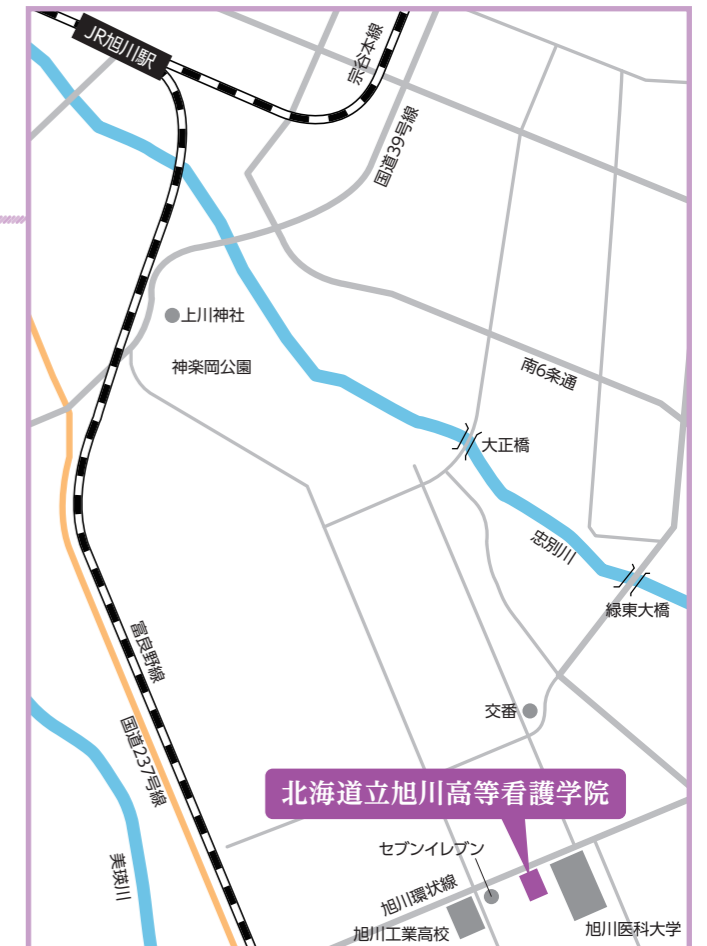 JR旭川駅
宗谷本線
国道39号線
上川神社
神楽岡公園
南6条通
大正橋
忠別川
緑東大橋
富良野線
交番
国道237号線
北海道立旭川高等看護学院
セブンイレブン
美瑛川
旭川環状線
旭川工業高校
旭川医科大学